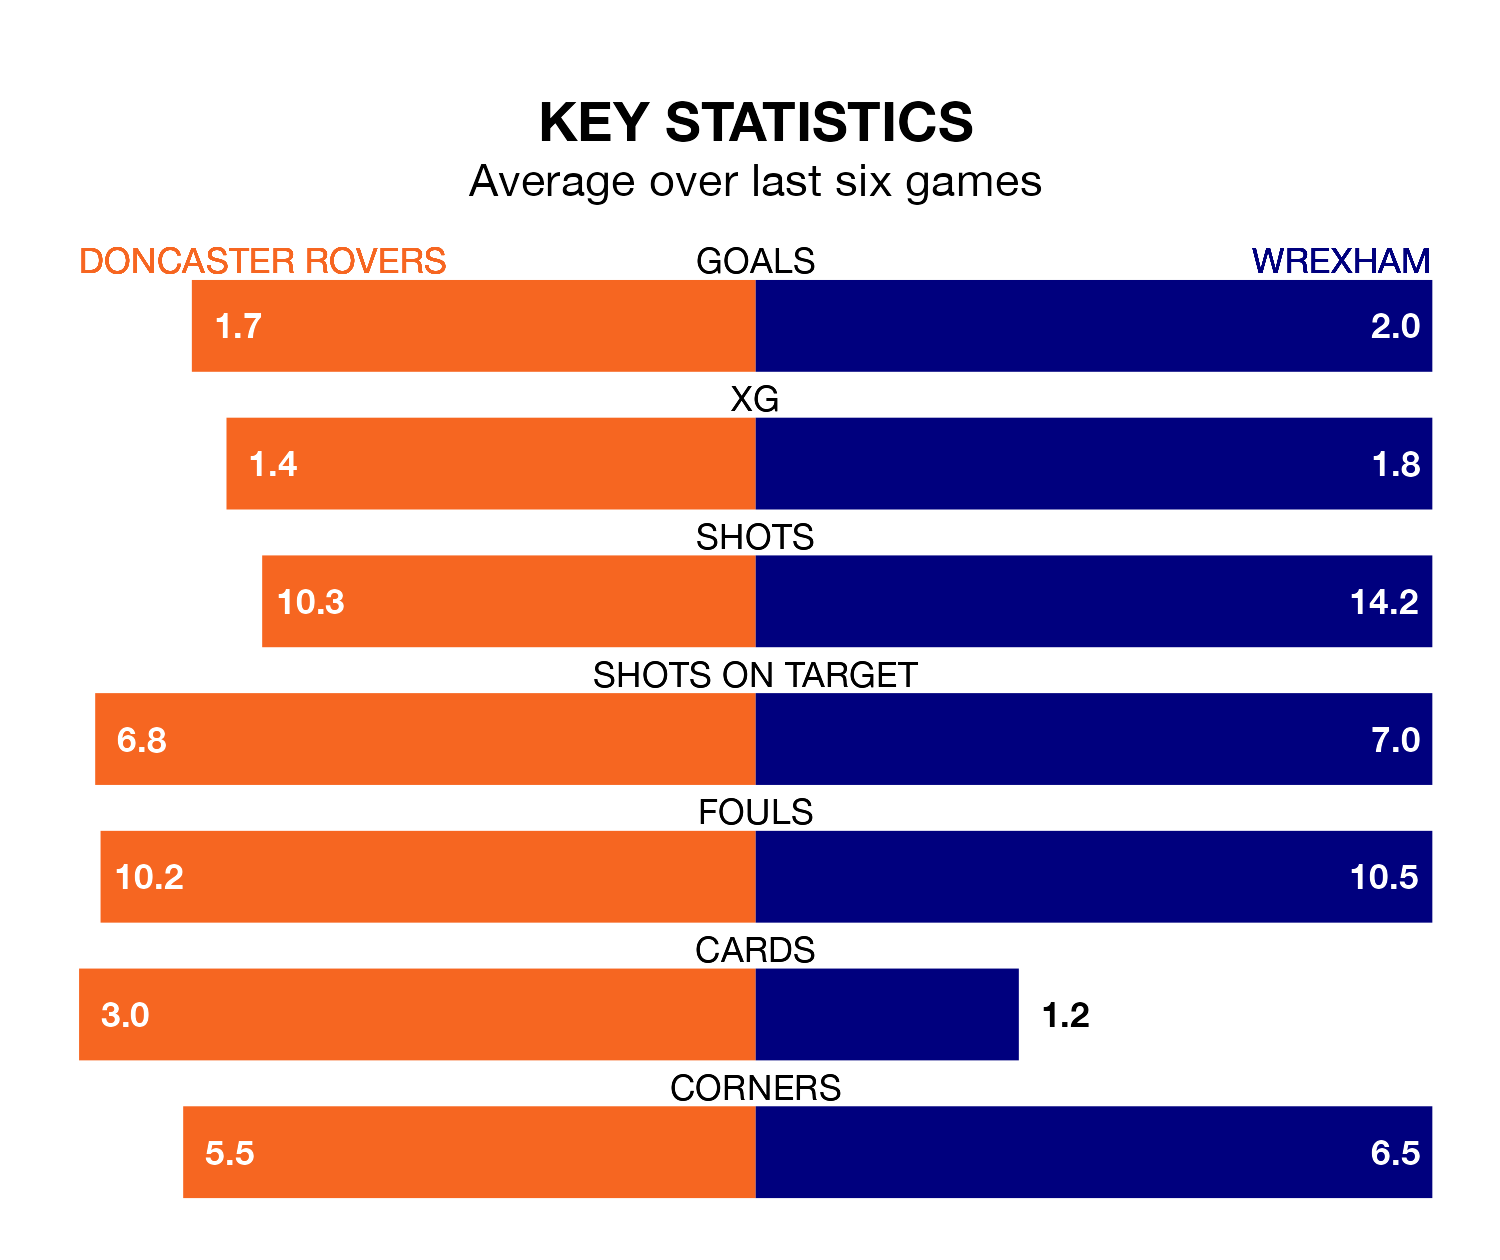 KEY STATISTICS
Average over last six games
DONCASTER ROVERS GOALS WREXHAM
1.7 2.0
XG
1.4 1.8
SHOTS
10.3 14.2
SHOTS ON TARGET
6.8 7.0
FOULS
10.2 10.5
CARDS
3.0 1.2
CORNERS
5.5 6.5